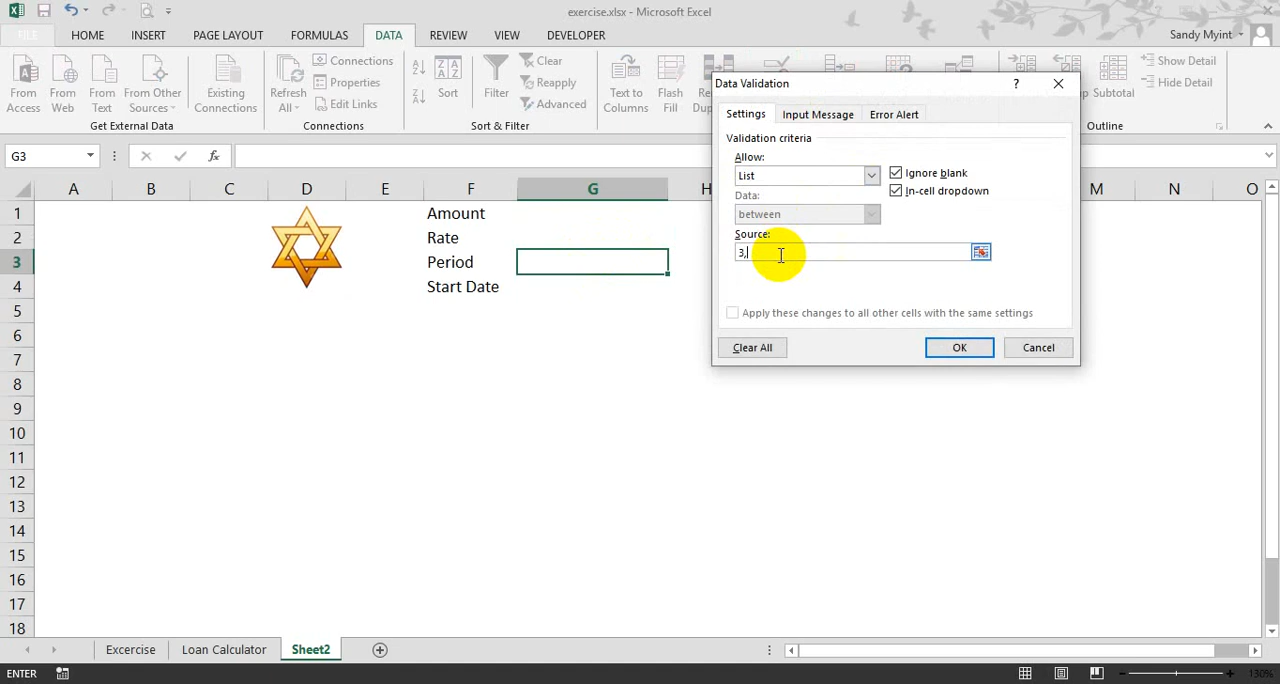 exercise.xlsx - Microsoft Excel
FILE HOME INSERT PAGE LAYOUT FORMULAS DATA REVIEW VIEW DEVELOPER Sandy Myint
From Access
From Web
From Text
From Other Sources
Existing Connections
Get External Data
Refresh All
Connections
Properties
Edit Links
Connections
Sort
Filter
Clear
Reapply
Advanced
Sort & Filter
Text to Columns
Flash Fill
Subtotal
Show Detail
Hide Detail
Outline
Data Validation
Settings Input Message Error Alert
Validation criteria
Allow:
List
Ignore blank
In-cell dropdown
Data:
between
Source:
3,
Apply these changes to all other cells with the same settings
Clear All OK Cancel
G3
fx
A B C D E F G H M N O
1 Amount
2 Rate
3 Period
4 Start Date
5
6
7
8
9
10
11
12
13
14
15
16
17
18
Excercise Loan Calculator Sheet2
ENTER 130%